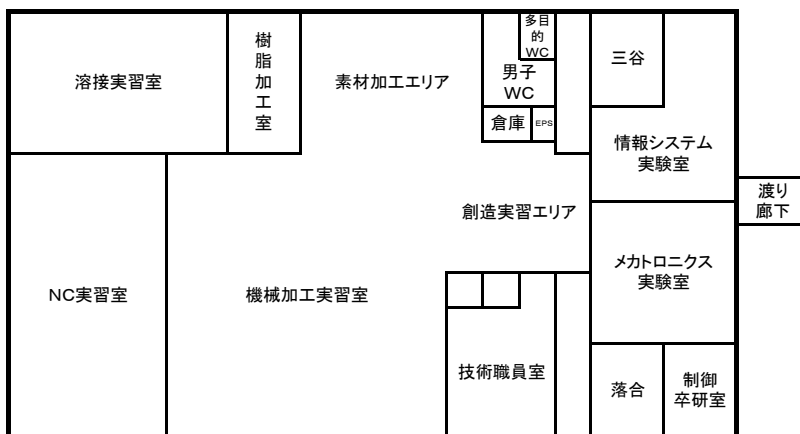 溶接実習室
樹
脂
加
工
室
素材加工エリア
多目
的
WC
男子
WC
倉庫
EPS
三谷
情報システム
実験室
渡り
廊下
創造実習エリア
メカトロニクス
実験室
NC実習室
機械加工実習室
技術職員室
落合
制御
卒研室